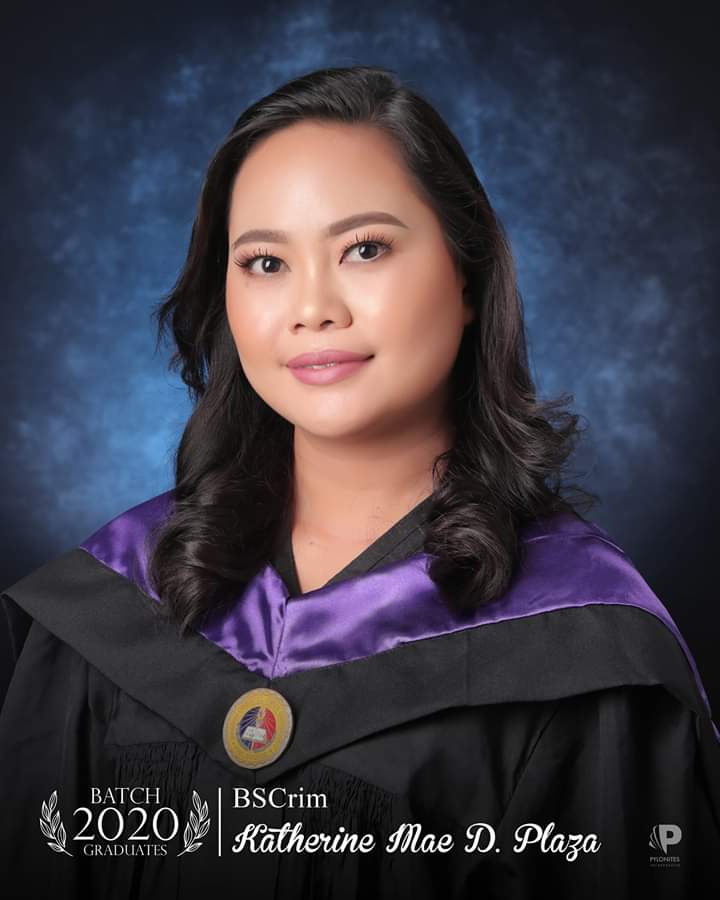 BATCH
2020
GRADUATES
BSCrim
Katherine Mae D. Plaza
PYLONITES